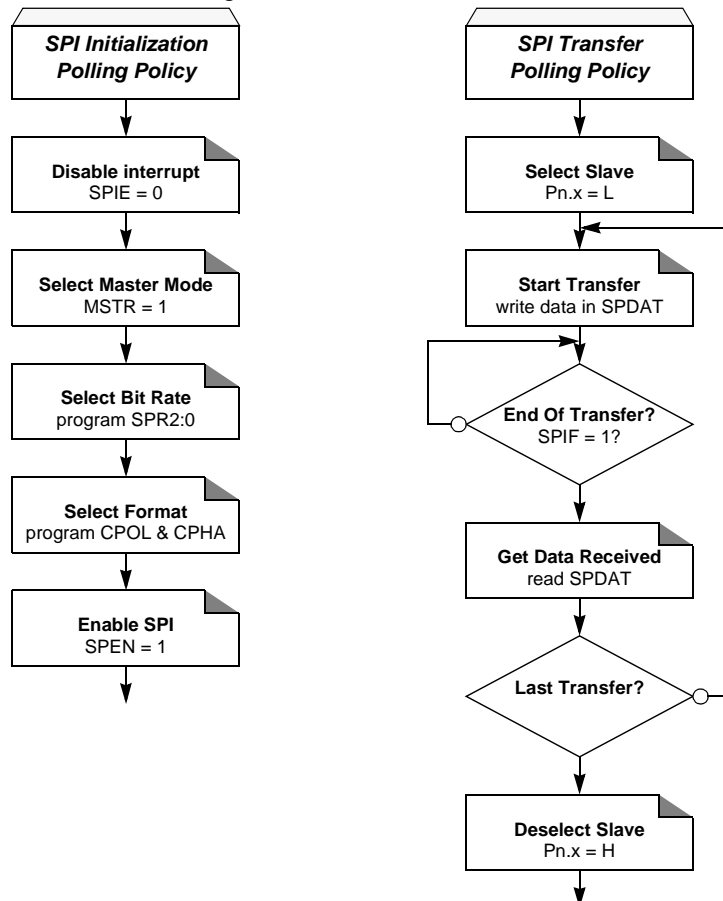 SPI Initialization
Polling Policy
Disable interrupt
SPIE = 0
Select Master Mode
MSTR = 1
Select Bit Rate
program SPR2:0
Select Format
program CPOL & CPHA
Enable SPI
SPEN = 1
SPI Transfer
Polling Policy
Select Slave
Pn.x = L
Start Transfer
write data in SPDAT
End Of Transfer?
SPIF = 1?
Get Data Received
read SPDAT
Last Transfer?
Deselect Slave
Pn.x = H